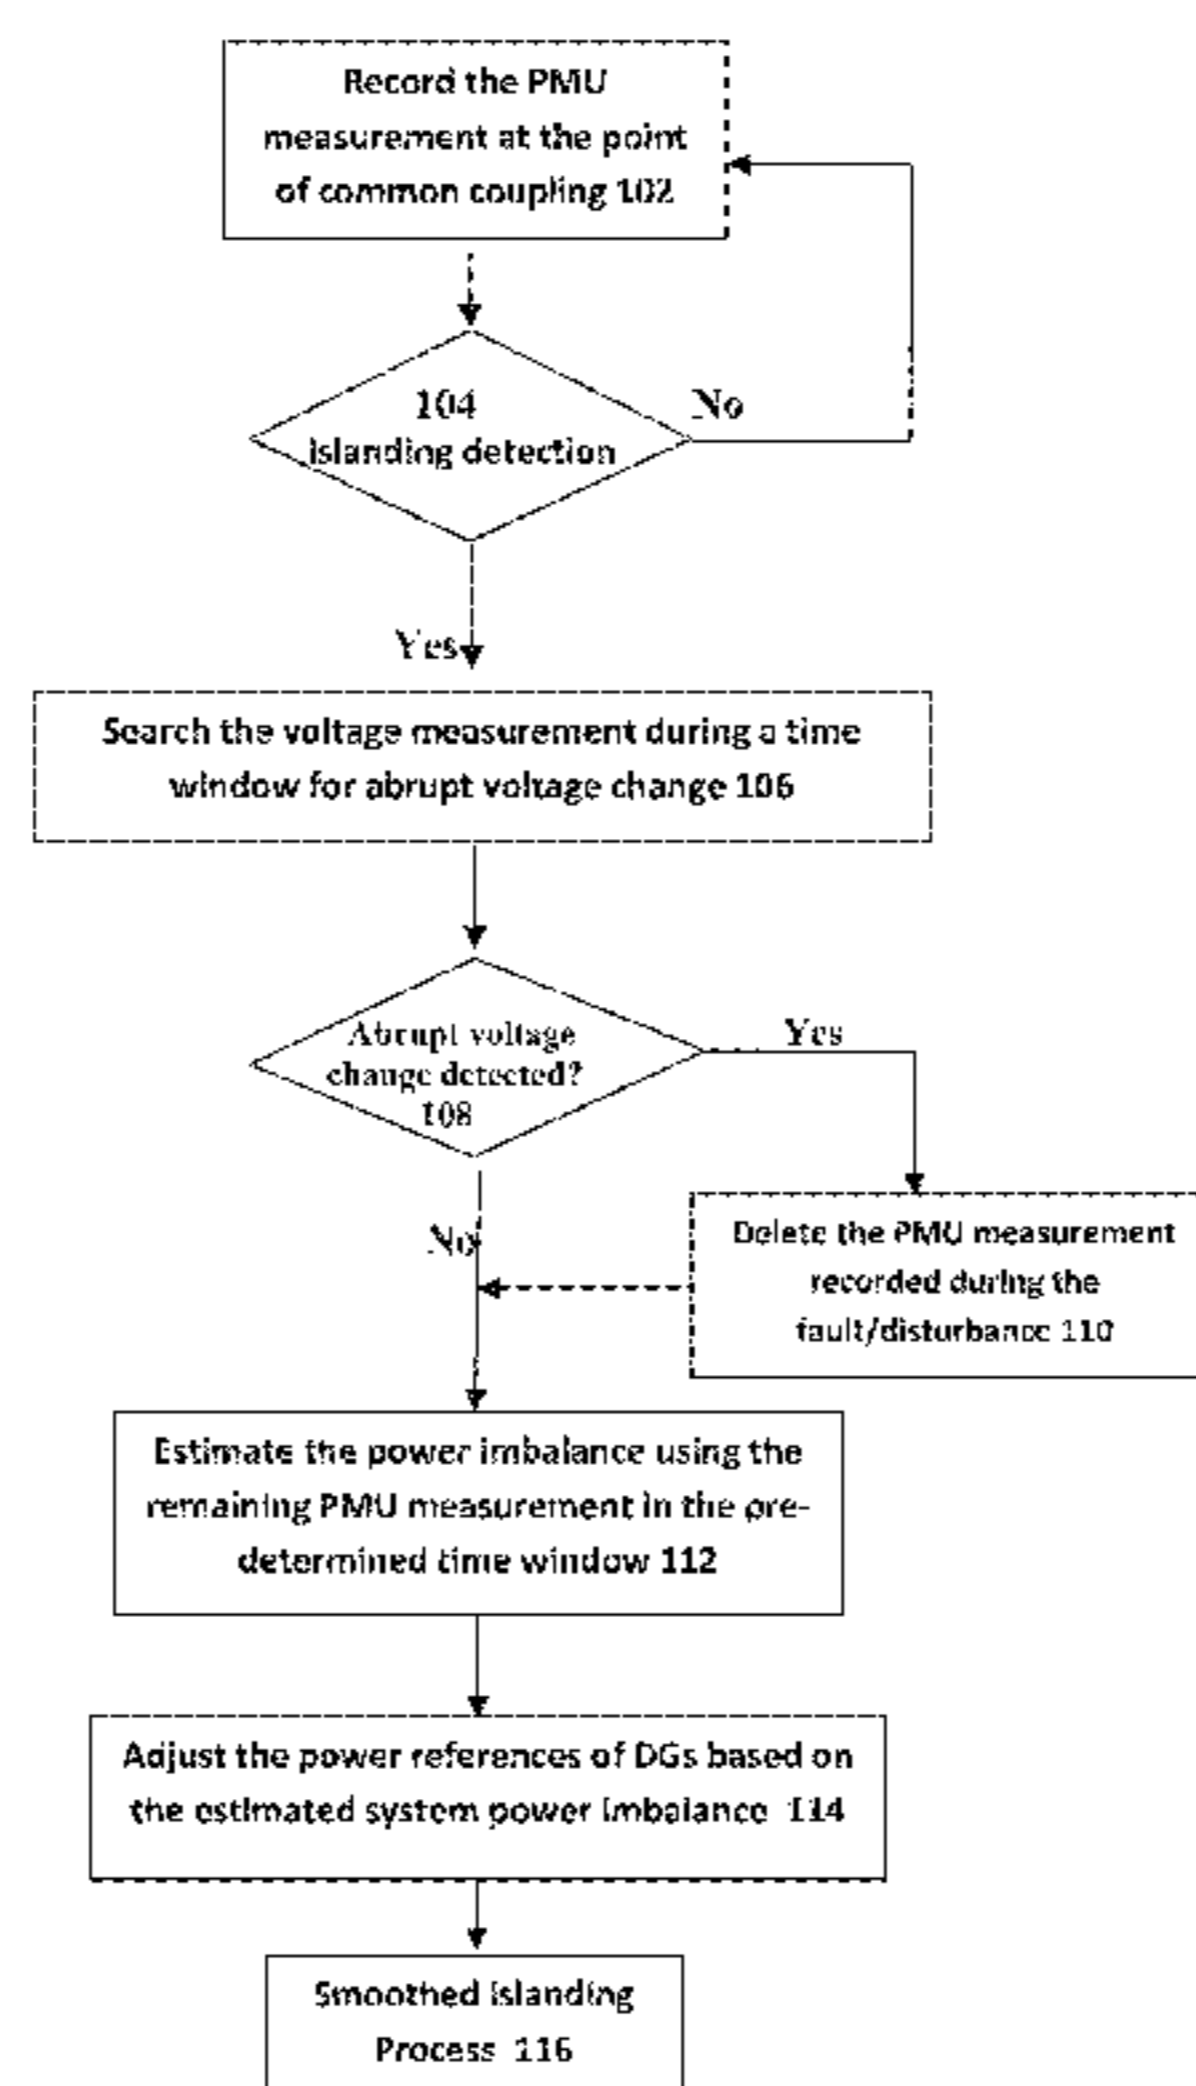 Record the PMU
measurement at the point
of common coupling 102
104
No
islanding detection
Yes
Search the voltage measurement during a time
window for abrupt voltage change 106
Abrupt voltage
change detected?
108
Yes
No
Delete the PMU measurement
recorded during the
fault/disturbance 110
Estimate the power imbalance using the
remaining PMU measurement in the pre-
determined time window 112
Adjust the power references of DGs based on
the estimated system power imbalance 114
Smoothed islanding
Process 116